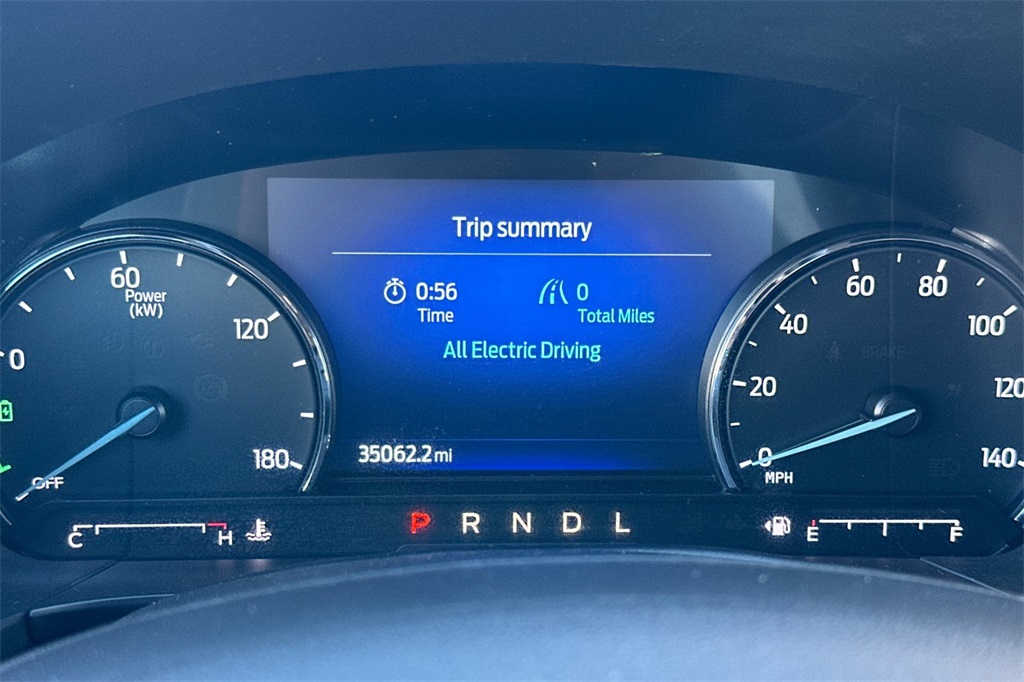 Trip summary
0:56
Time
0
Total Miles
All Electric Driving
35062.2 mi
60
Power
(kW)
0
120
180
OFF
60
80
40
100
20
120
0
140
MPH
BRAKE
C
H
P R N D L
E
F